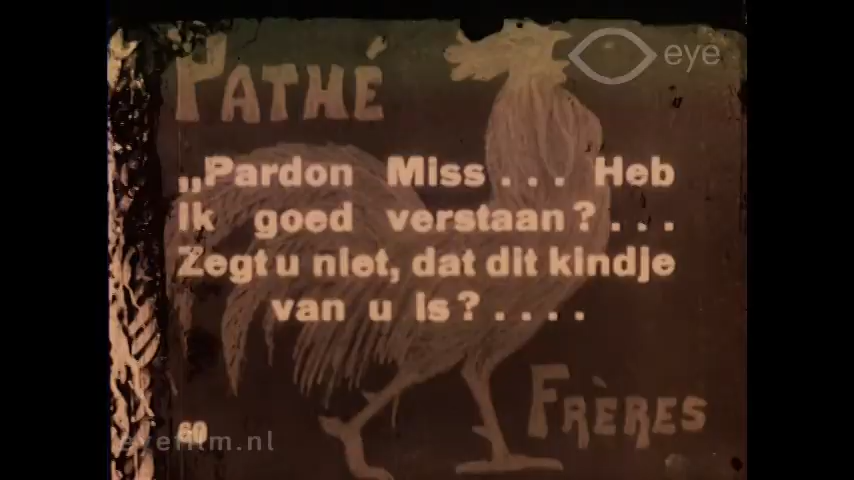 eye
PATHÉ
„Pardon Miss... Heb
Ik goed verstaan?...
Zegt u niet, dat dit kindje
van u is?....
FRÈRES
60
eyefilm.nl